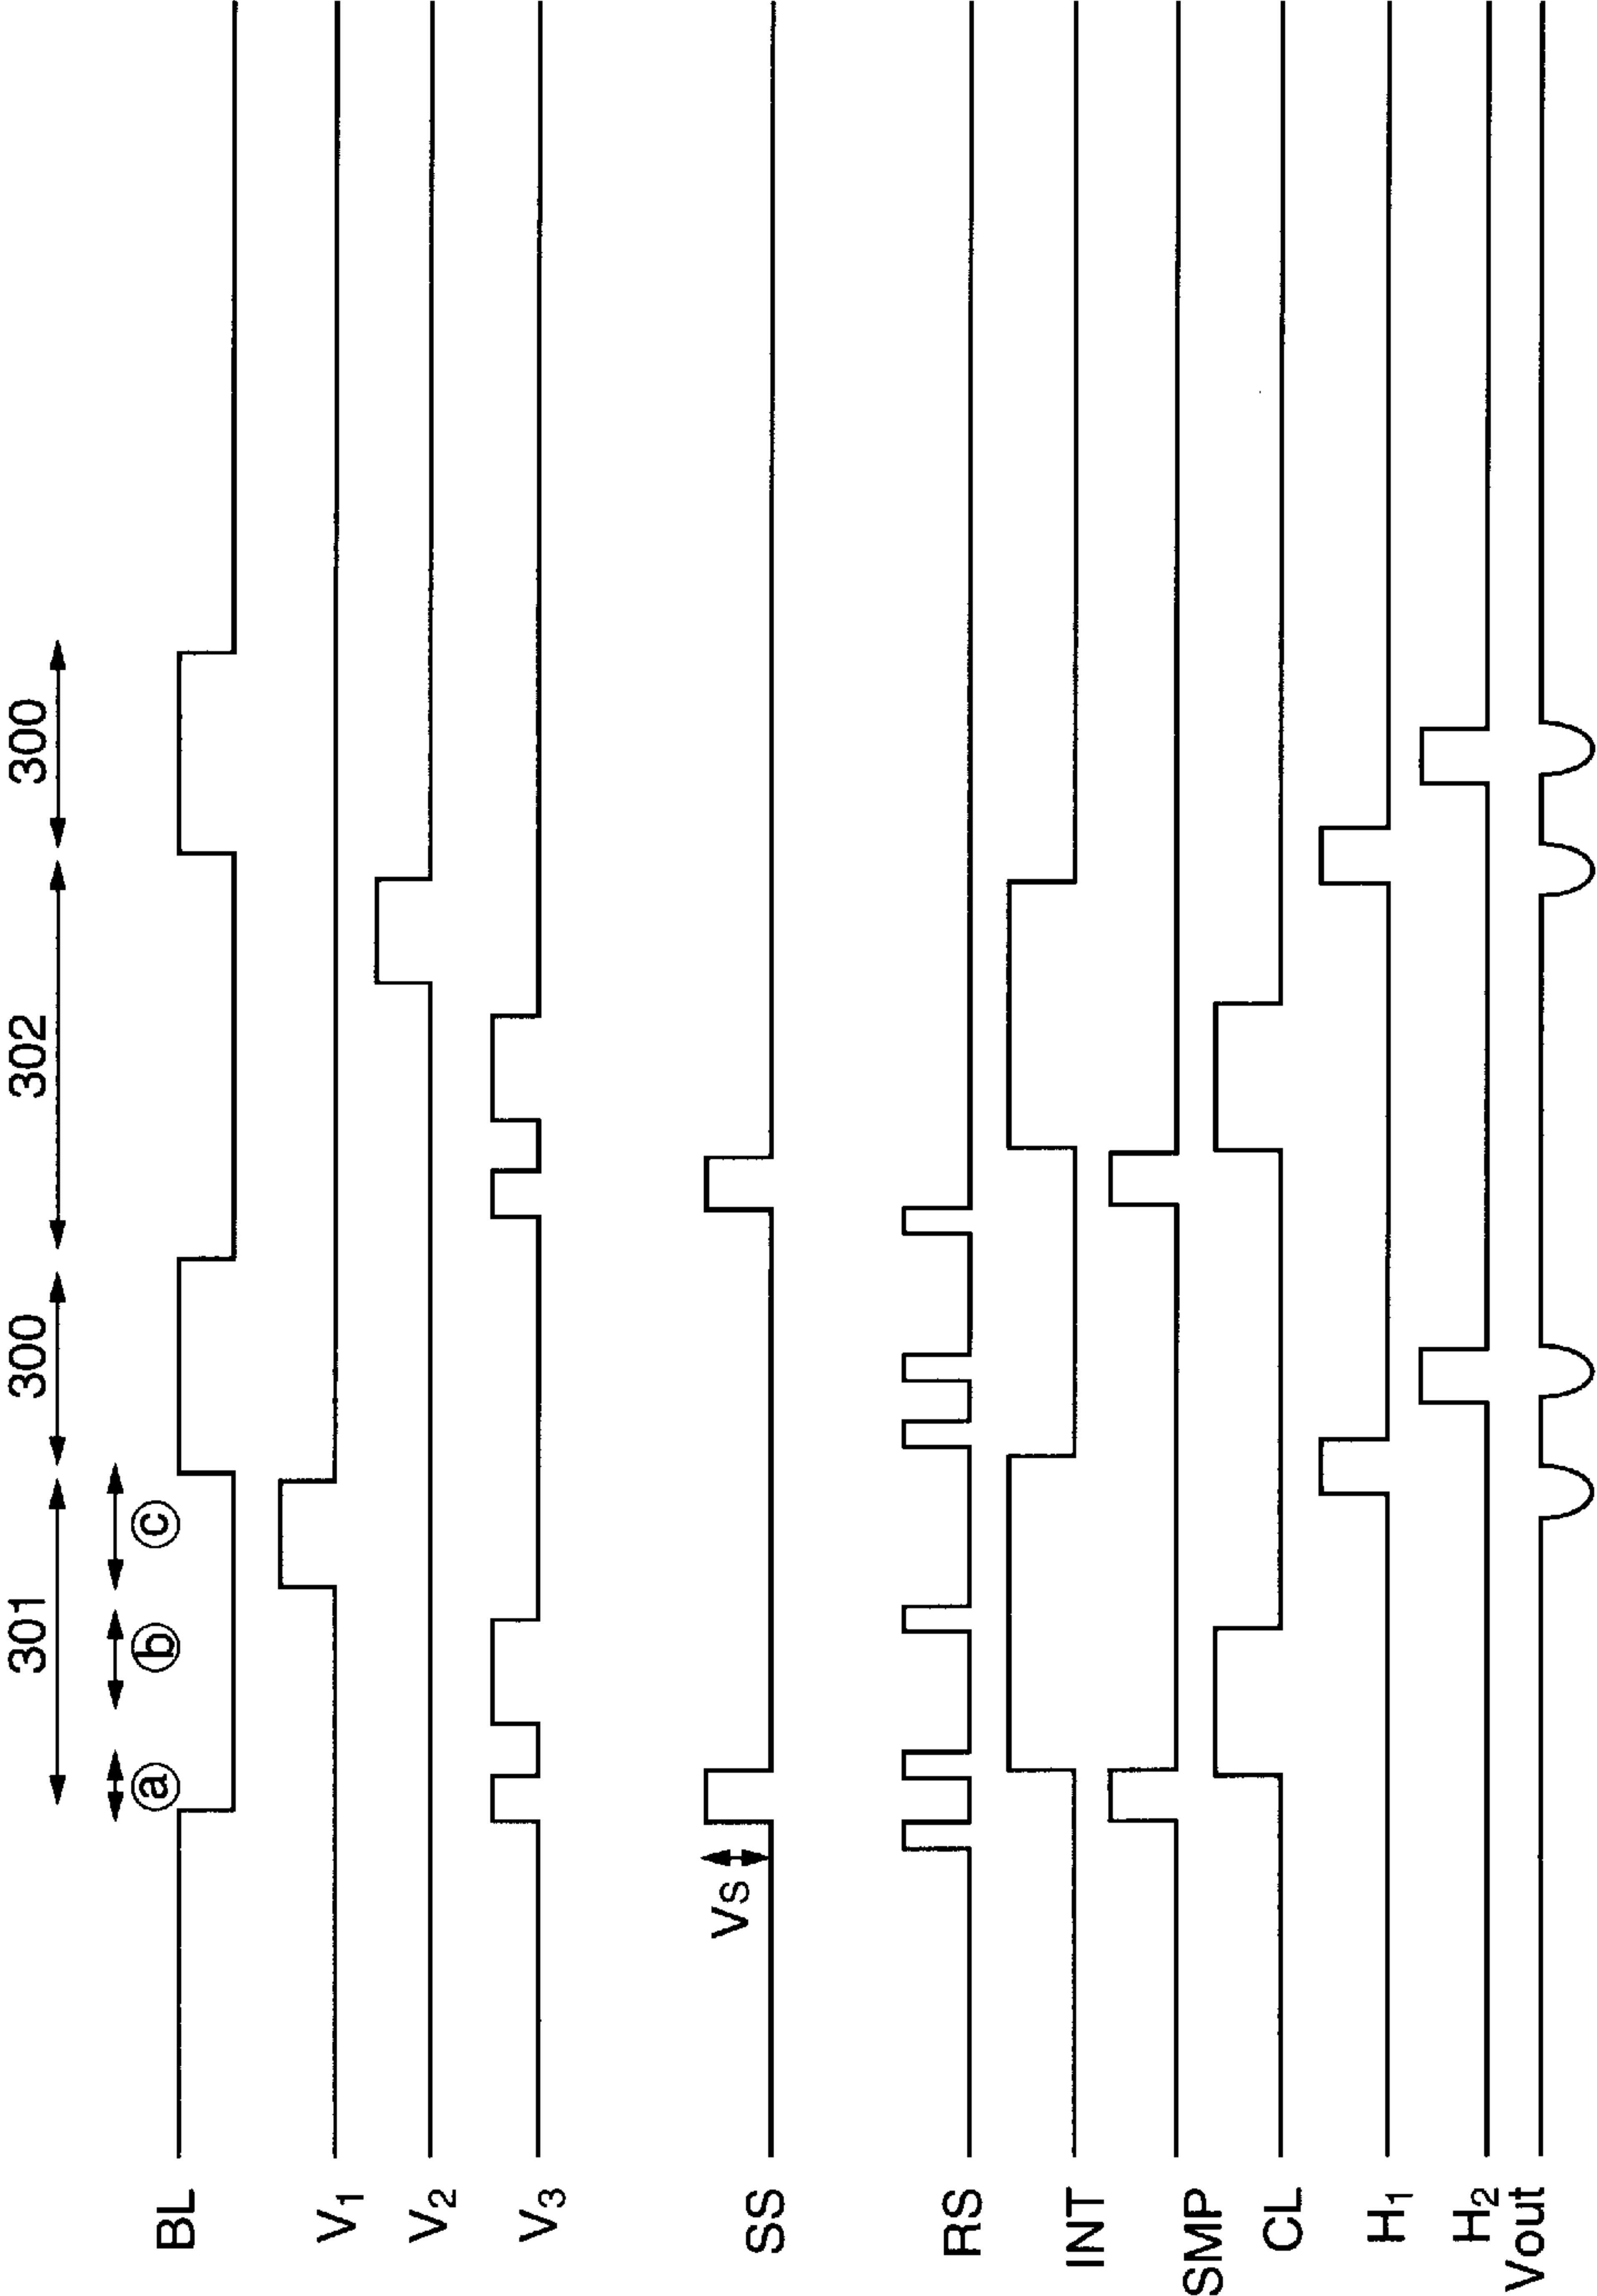 301
300
302
300
ⓐ
ⓑ
ⓒ
BL
V₁
V₂
V₃
Vs
SS
RS
INT
SMP
CL
H₁
H₂
Vout